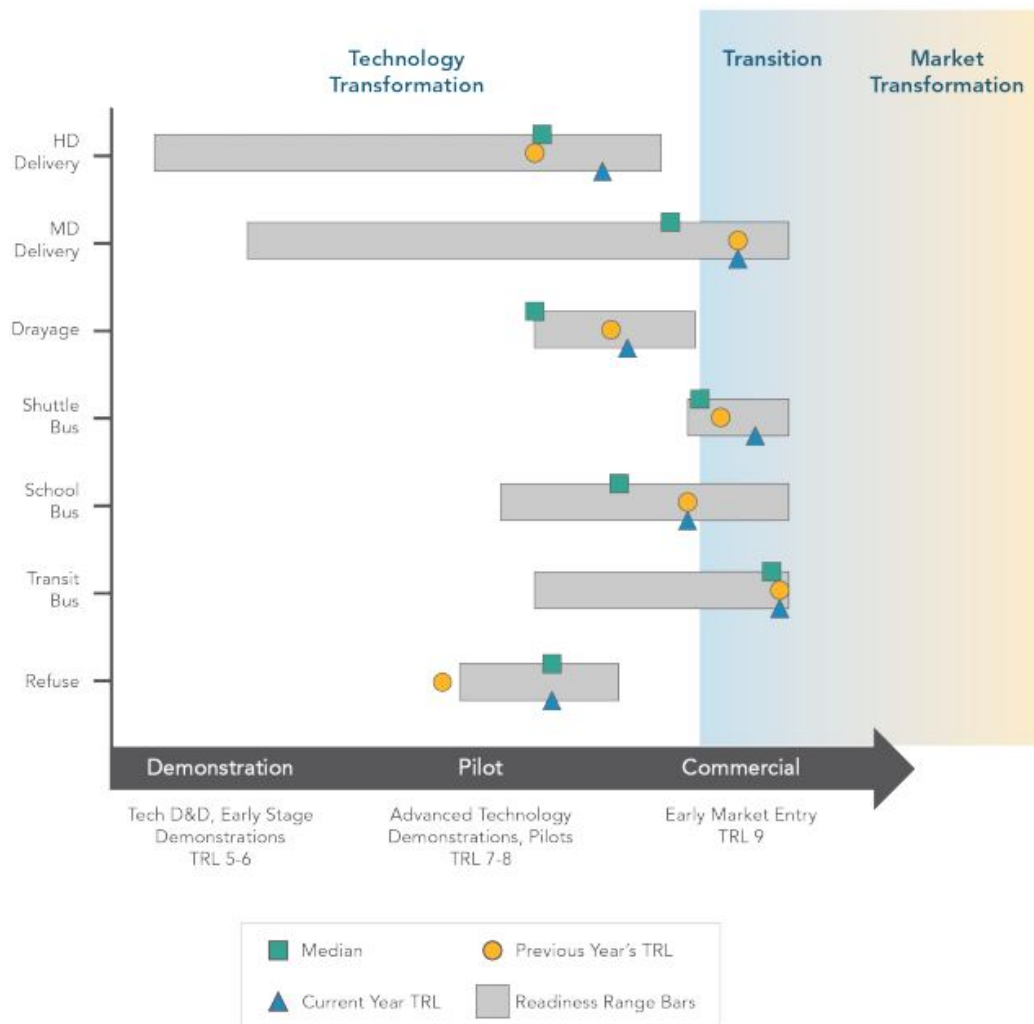 Technology
Transformation
Transition
Market
Transformation
HD
Delivery
MD
Delivery
Drayage
Shuttle
Bus
School
Bus
Transit
Bus
Refuse
Demonstration
Pilot
Commercial
Tech D&D, Early Stage
Demonstrations
TRL 5-6
Advanced Technology
Demonstrations, Pilots
TRL 7-8
Early Market Entry
TRL 9
Median
Previous Year's TRL
Current Year TRL
Readiness Range Bars